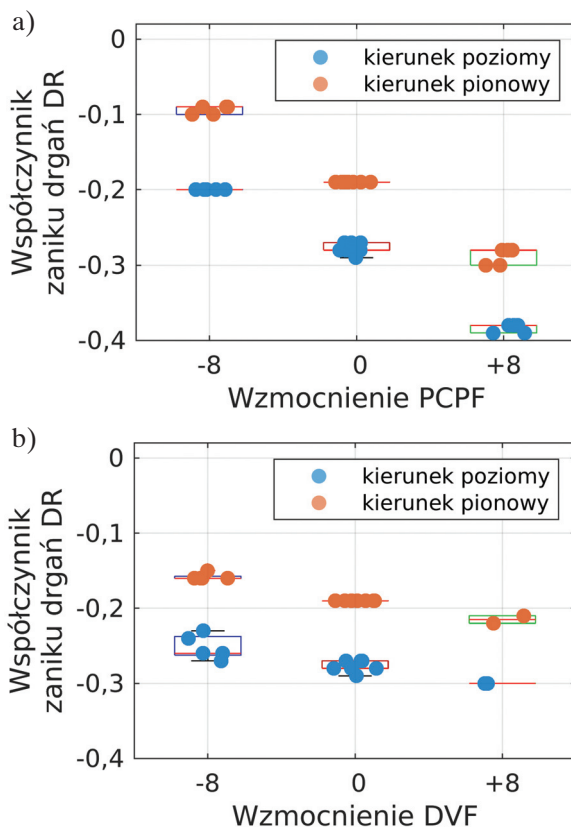 a)
Współczynnik
zaniku drgań DR
0
-0,1
-0,2
-0,3
-0,4
kierunek poziomy
kierunek pionowy
-8
0
+8
Wzmocnienie PCPF
b)
Współczynnik
zaniku drgań DR
0
-0,1
-0,2
-0,3
-0,4
kierunek poziomy
kierunek pionowy
-8
0
+8
Wzmocnienie DVF